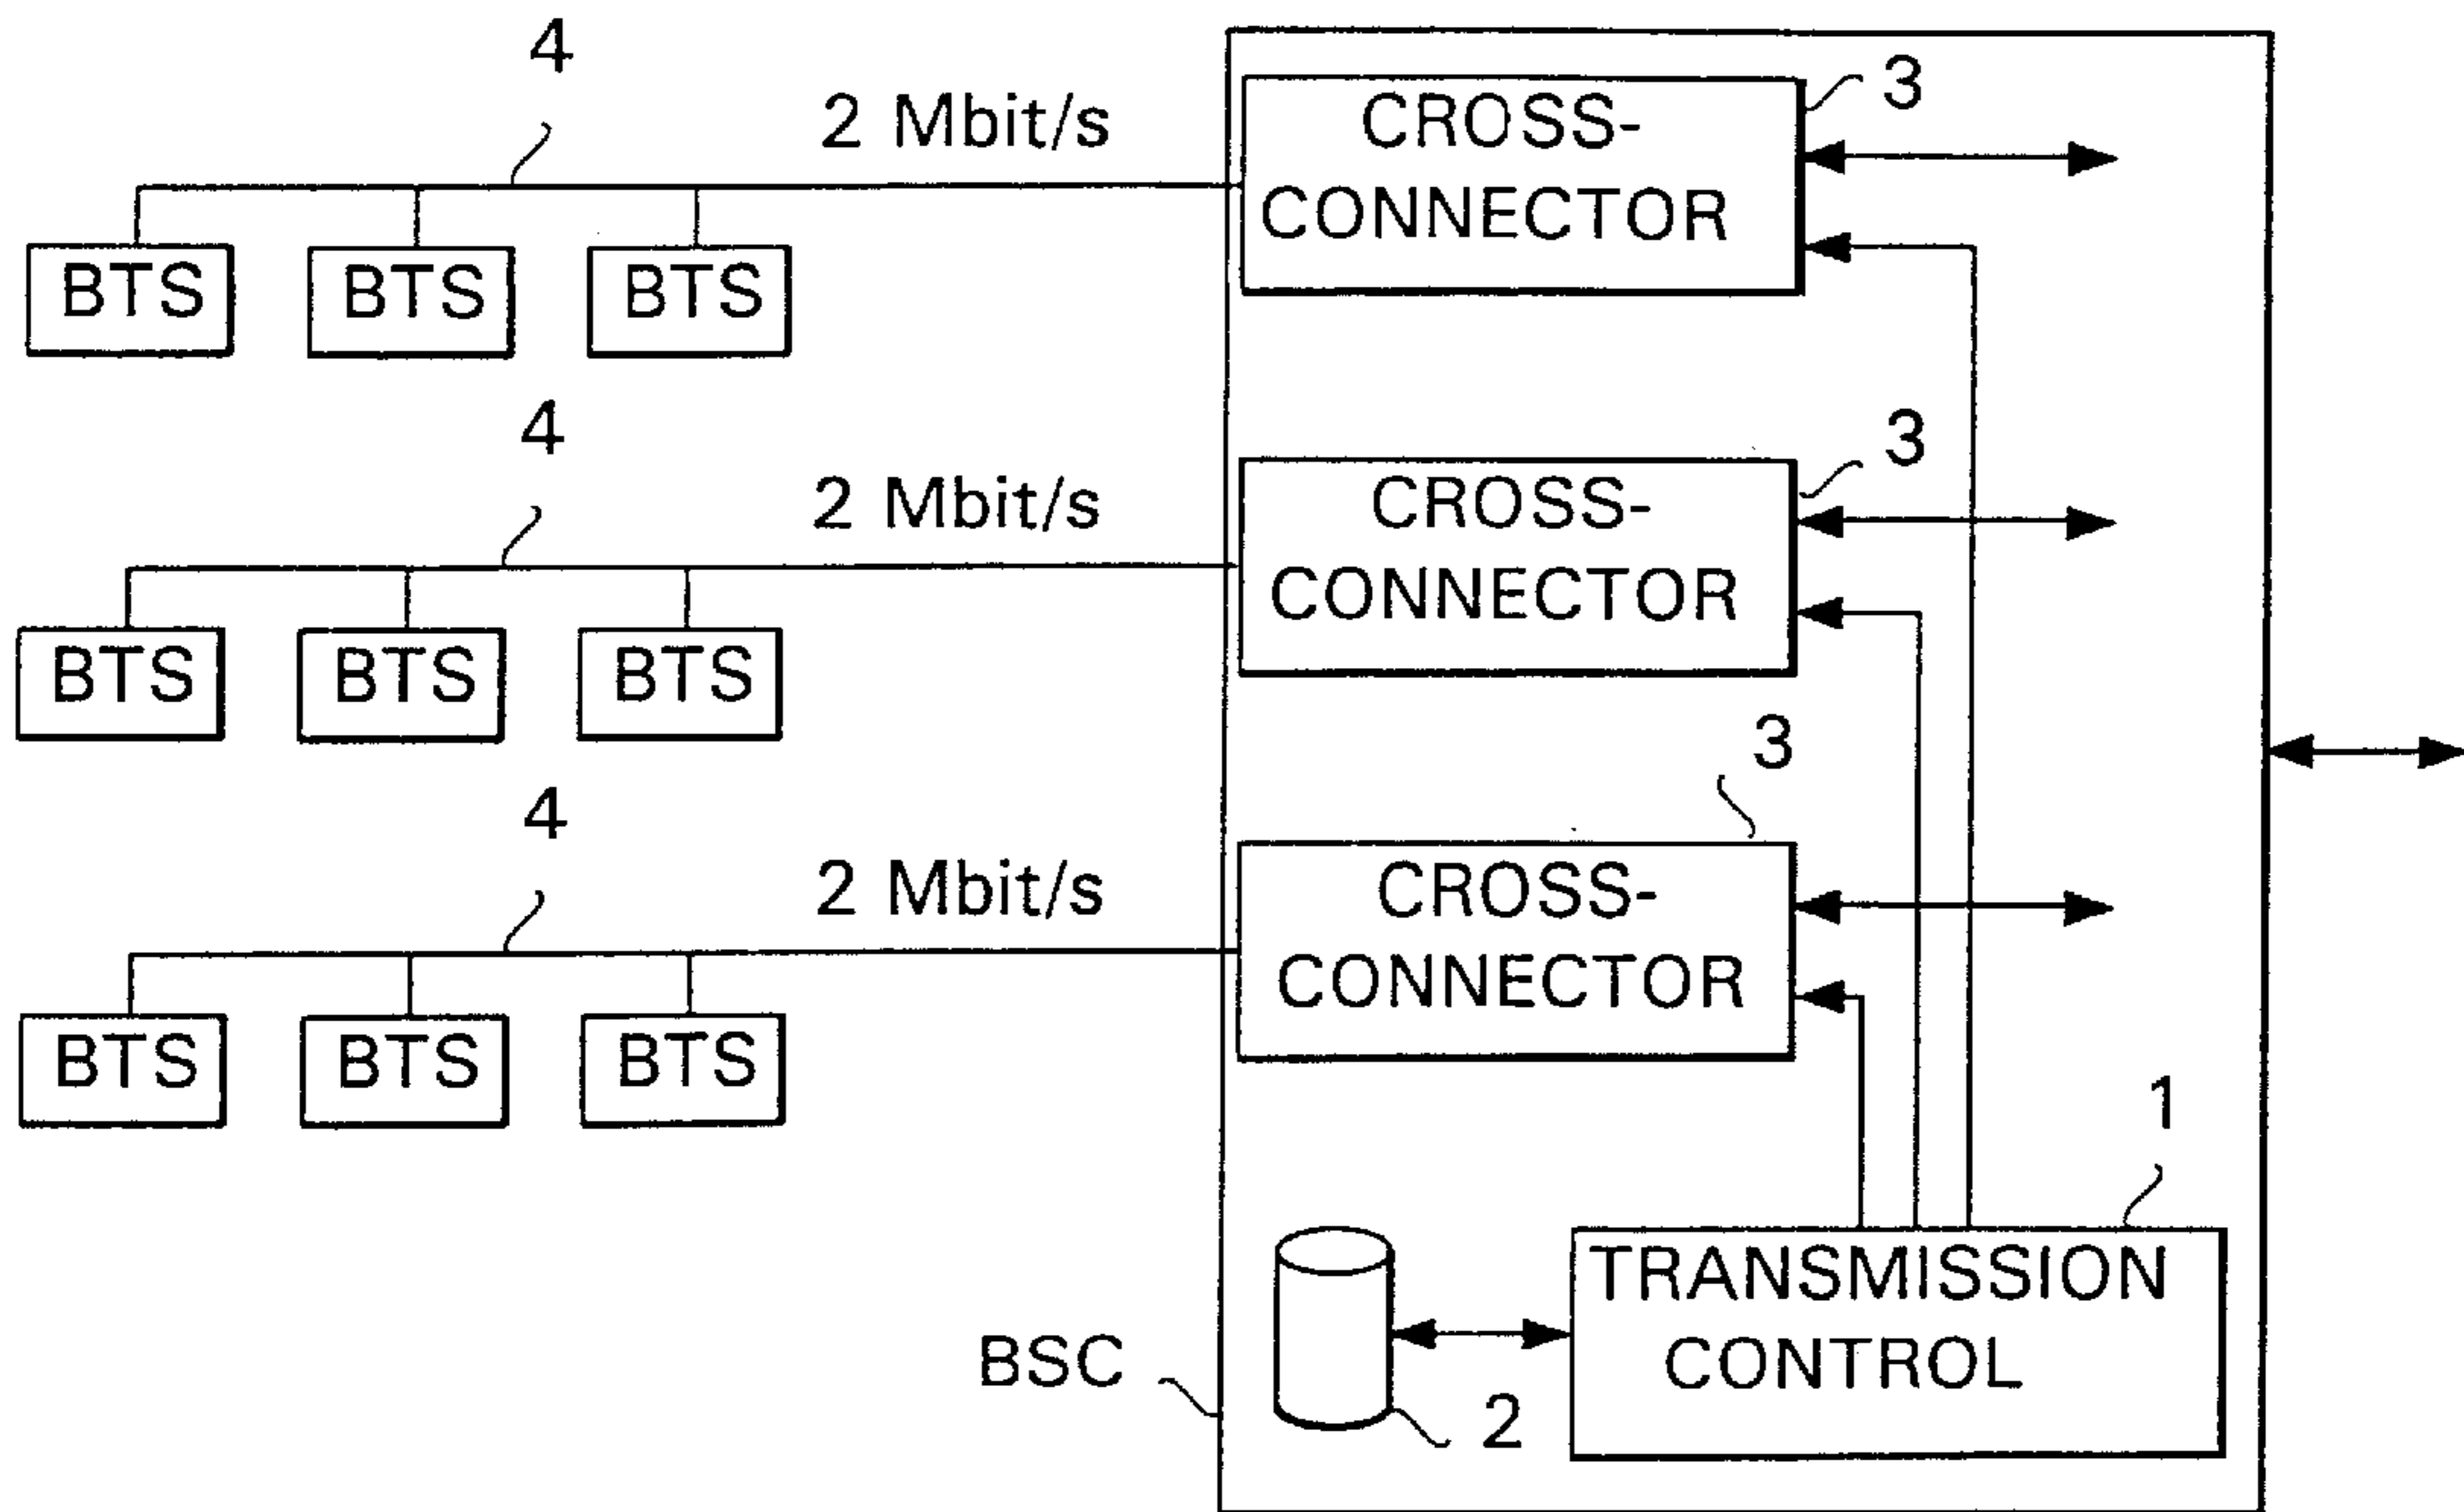 4
2 Mbit/s
CROSS-
CONNECTOR
3
BTS
BTS
BTS
4
2 Mbit/s
CROSS-
CONNECTOR
3
BTS
BTS
BTS
4
2 Mbit/s
CROSS-
CONNECTOR
3
BTS
BTS
BTS
1
TRANSMISSION
CONTROL
BSC
2